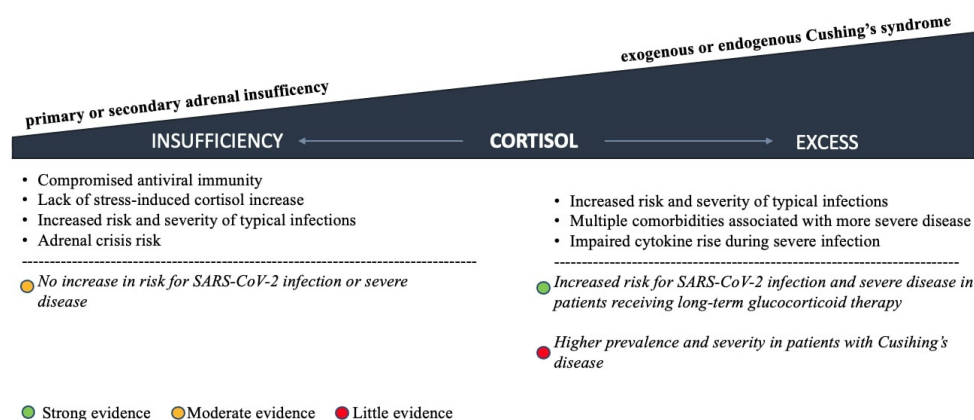 exogenous or endogenous Cushing's syndrome
primary or secondary adrenal insufficency
INSUFFICIENCY CORTISOL EXCESS
• Compromised antiviral immunity
• Lack of stress-induced cortisol increase
• Increased risk and severity of typical infections
• Adrenal crisis risk
No increase in risk for SARS-CoV-2 infection or severe
disease
• Increased risk and severity of typical infections
• Multiple comorbidities associated with more severe disease
• Impaired cytokine rise during severe infection
Increased risk for SARS-CoV-2 infection and severe disease in
patients receiving long-term glucocorticoid therapy
Higher prevalence and severity in patients with Cusihing's
disease
Strong evidence Moderate evidence Little evidence